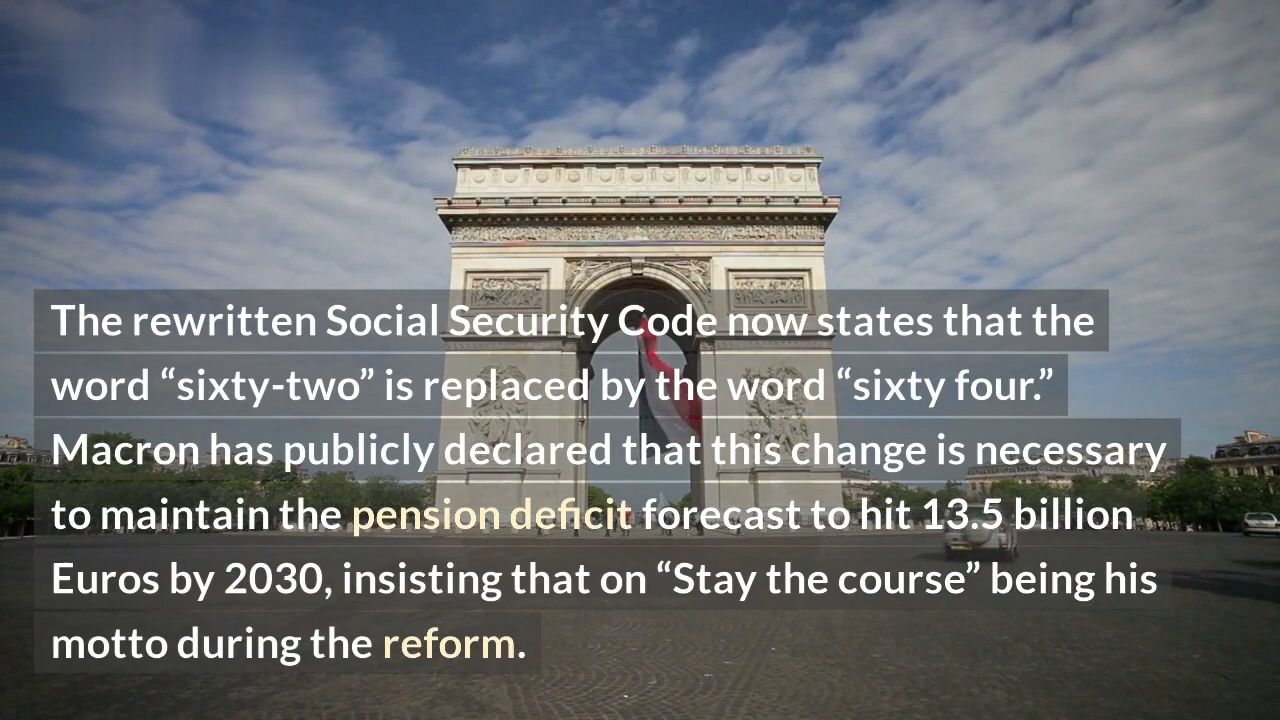 The rewritten Social Security Code now states that the
word “sixty-two” is replaced by the word “sixty four.”
Macron has publicly declared that this change is necessary
to maintain the pension deficit forecast to hit 13.5 billion
Euros by 2030, insisting that on “Stay the course” being his
motto during the reform.